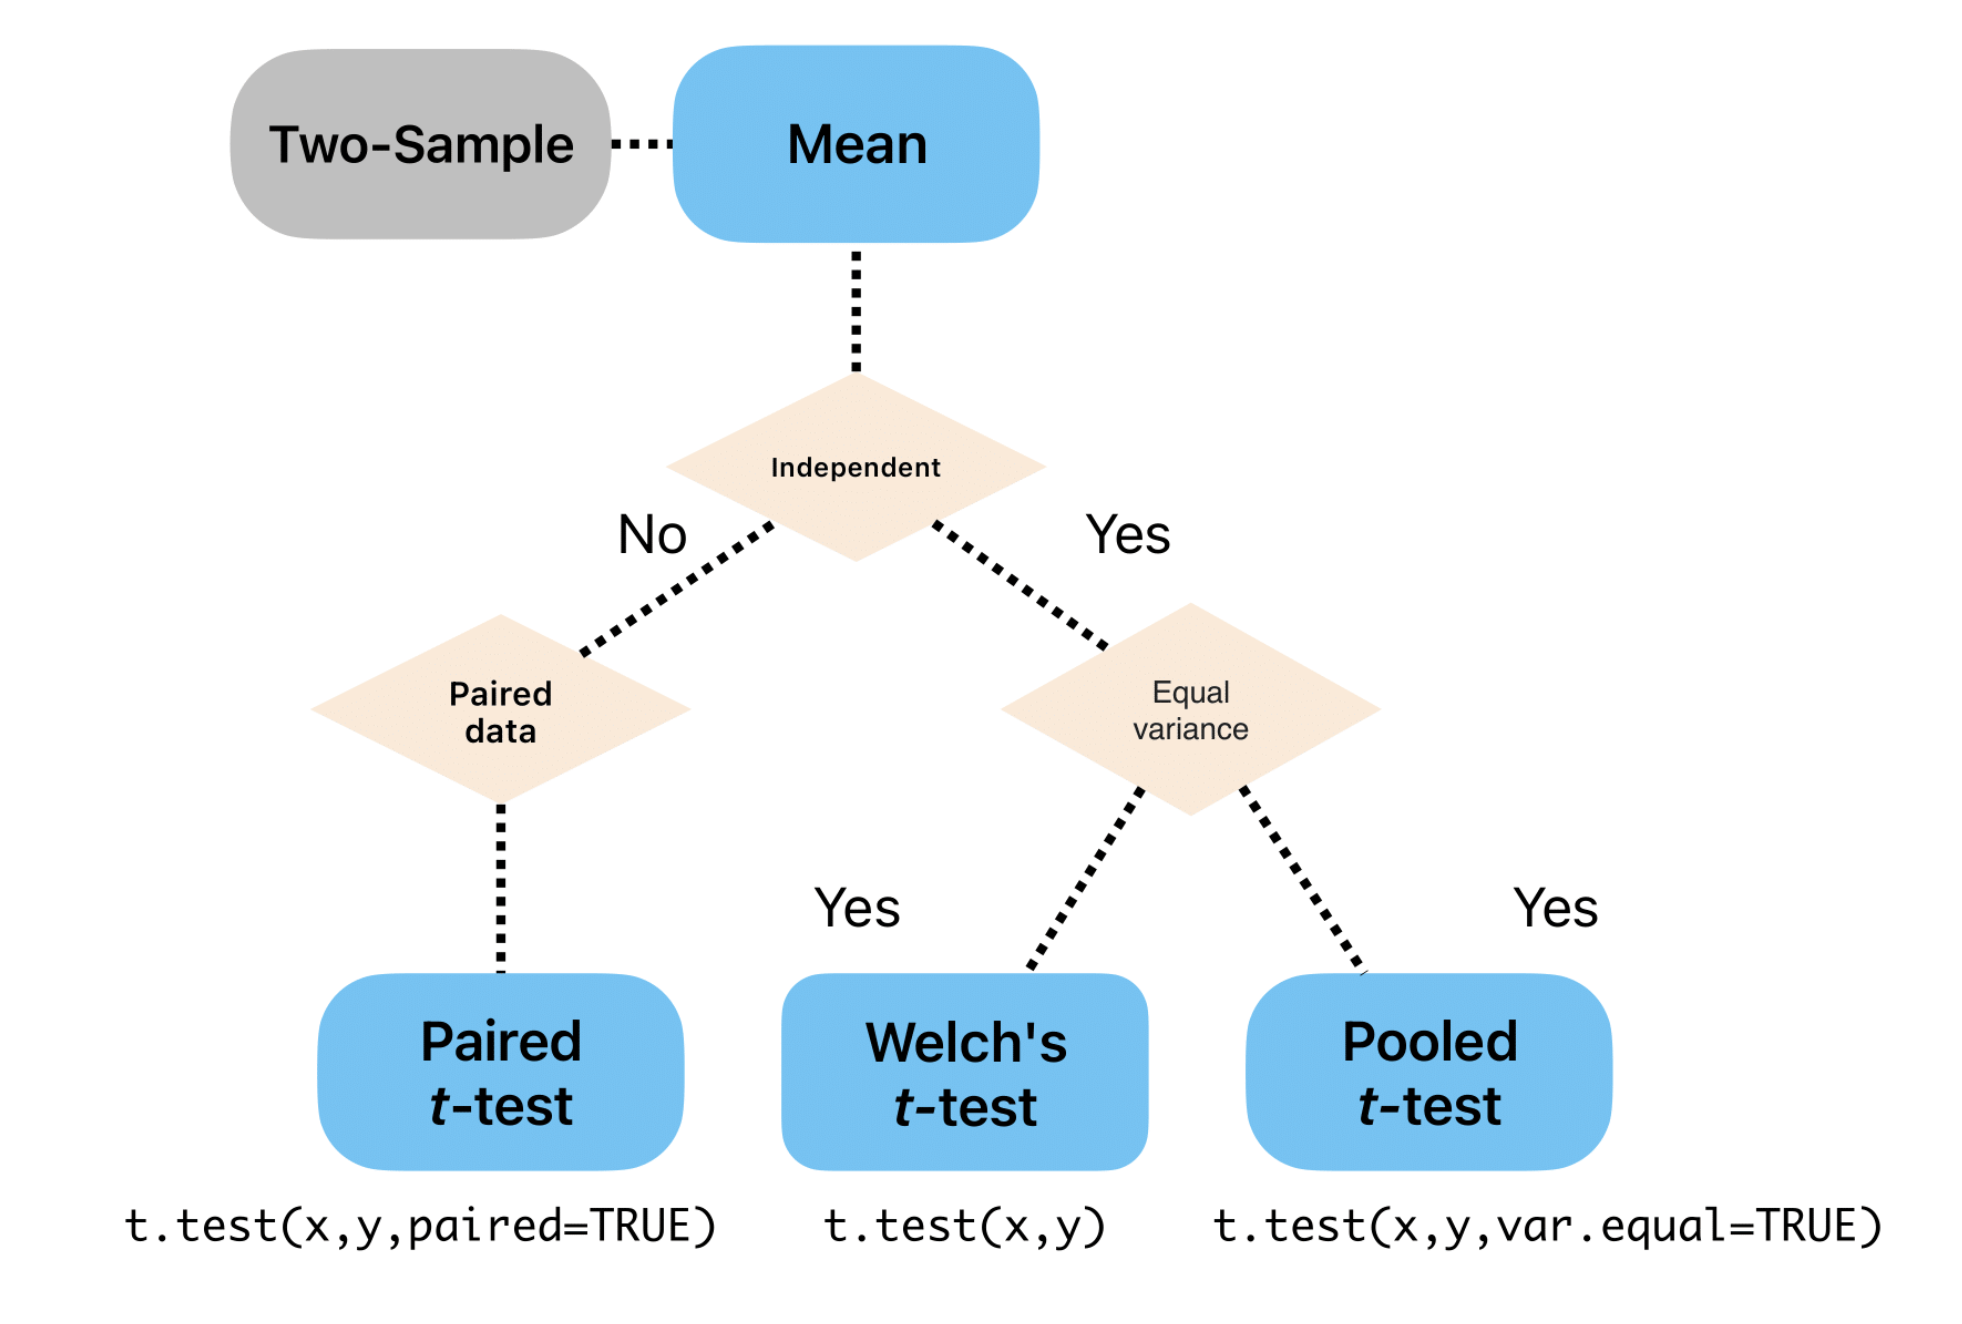 Two-Sample
Mean
Independent
No
Yes
Paired
data
Equal
variance
Yes
Yes
Paired
t-test
Welch's
t-test
Pooled
t-test
t.test(x,y,paired=TRUE)
t.test(x,y)
t.test(x,y,var.equal=TRUE)